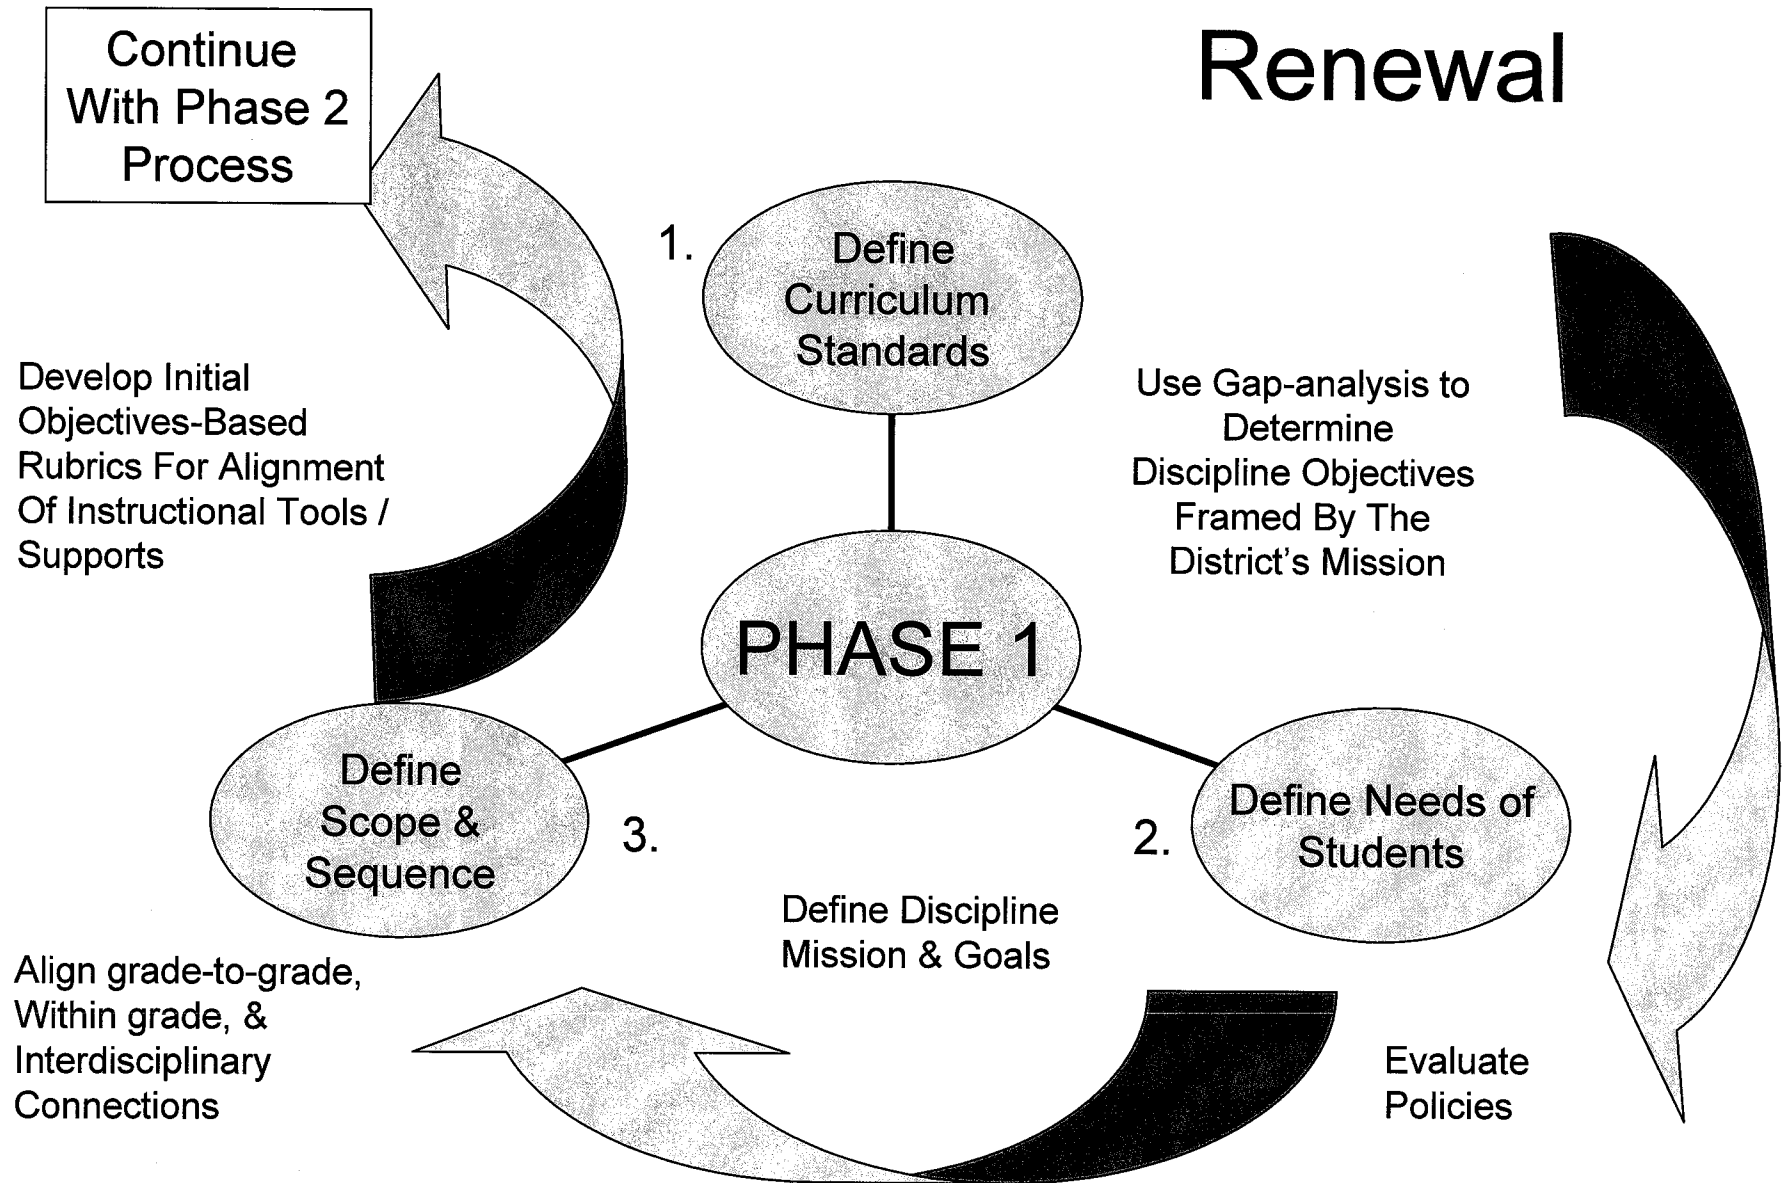 Continue
With Phase 2
Process
Renewal
1.
Define
Curriculum
Standards
Develop Initial
Objectives-Based
Rubrics For Alignment
Of Instructional Tools /
Supports
Use Gap-analysis to
Determine
Discipline Objectives
Framed By The
District's Mission
PHASE 1
Define
Scope &
Sequence
3.
2.
Define Needs of
Students
Define Discipline
Mission & Goals
Align grade-to-grade,
Within grade, &
Interdisciplinary
Connections
Evaluate
Policies